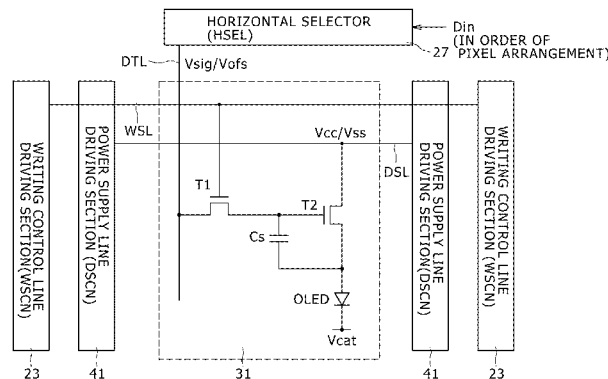 HORIZONTAL SELECTOR
(HSEL)
Din
(IN ORDER OF
PIXEL ARRANGEMENT)
27
DTL
Vsig/Vofs
WSL
Vcc/Vss
DSL
WRITING CONTROL LINE
DRIVING SECTION(WSCN)
POWER SUPPLY LINE
DRIVING SECTION (DSCN)
T1
T2
Cs
OLED
Vcat
POWER SUPPLY LINE
DRIVING SECTION(DSCN)
WRITING CONTROL LINE
DRIVING SECTION (WSCN)
23
41
31
41
23